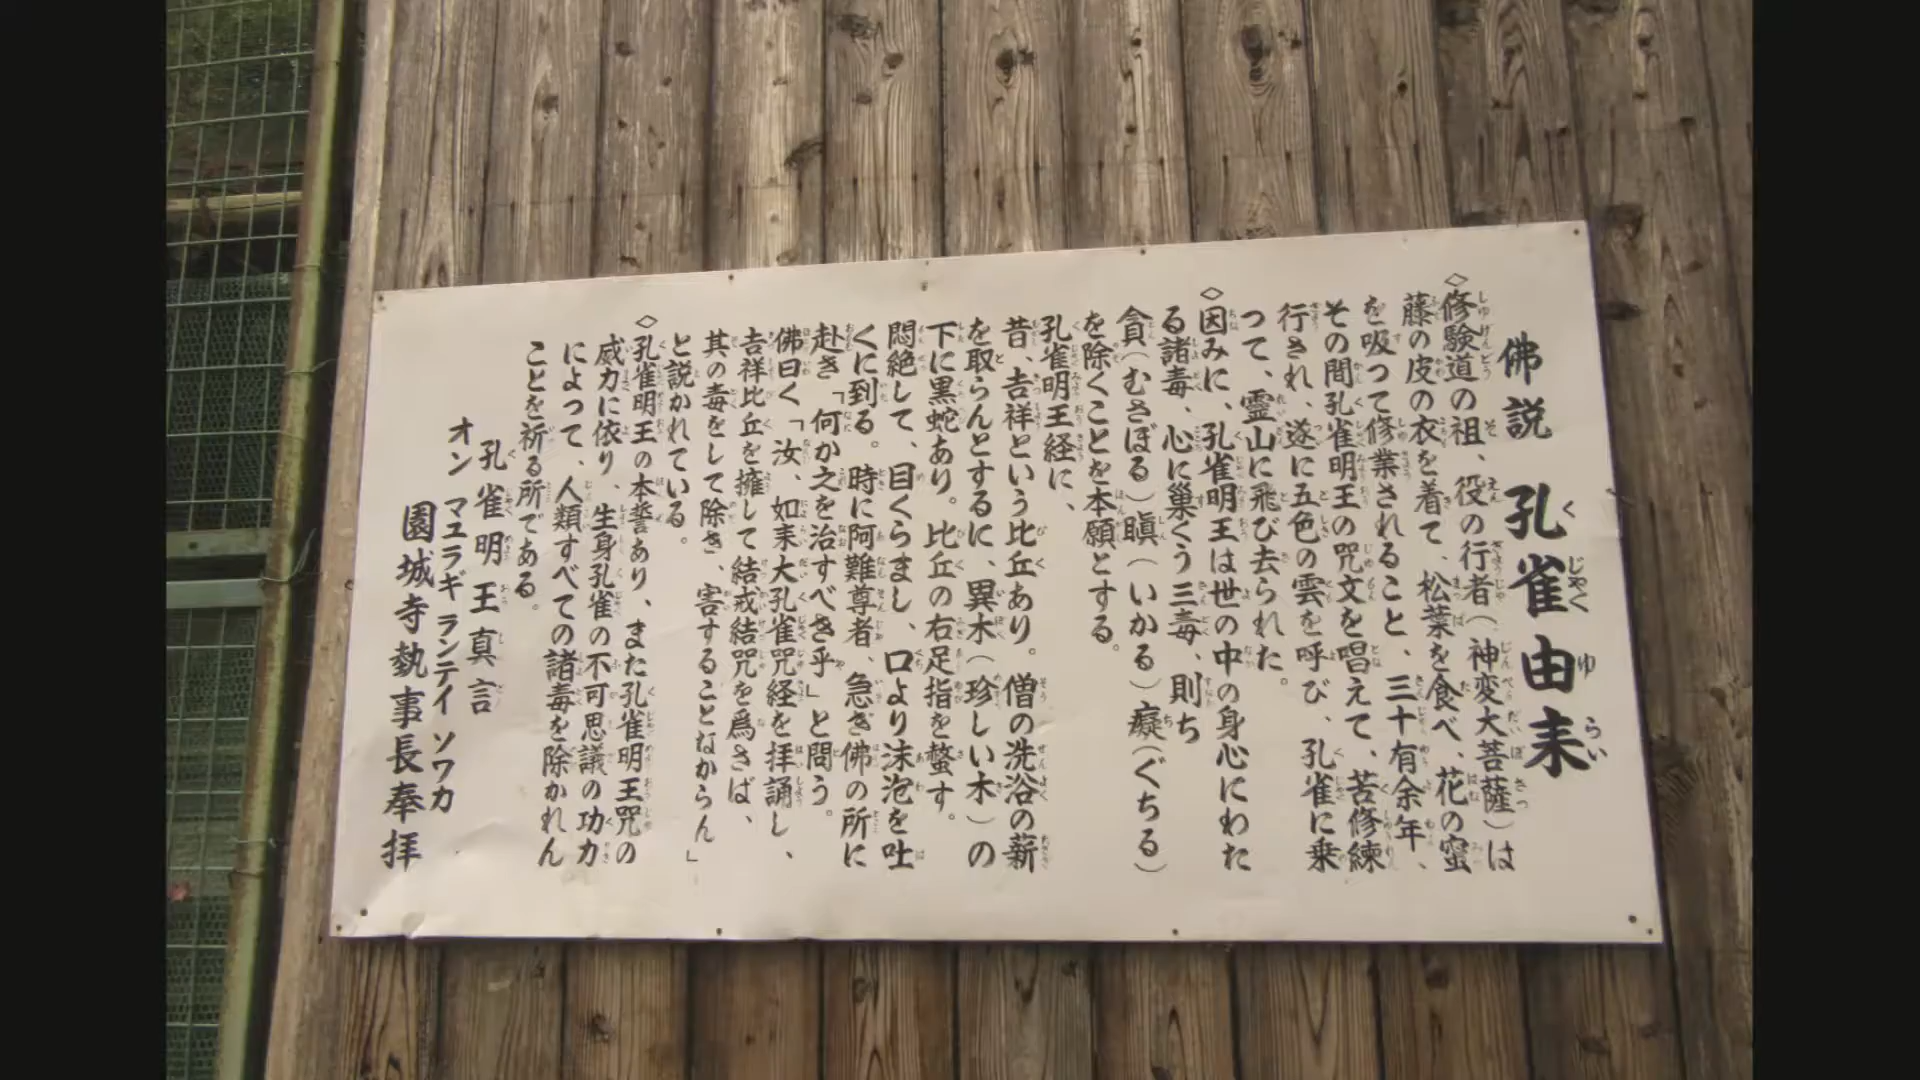 佛説 孔雀由来
◇修験道の祖、役の行者(神変大菩薩)は
藤の皮の衣を着て、松葉を食べ、花の蜜
を吸って修業されること、三十有余年、
その間孔雀明王の咒文を唱えて、苦修練
行され、遂に五色の雲を呼び、孔雀に乗
って、霊山に飛び去られた。
◇因みに、孔雀明王は世の中の身心にわた
る諸毒、心に巣くう三毒、則ち
貪(むさぼる)瞋(いかる)癡(ぐちる)
を除くことを本願とする。
孔雀明王経に、
昔、吉祥という比丘あり。僧の洗浴の薪
を取らんとするに、異木(珍しい木)の
下に黒蛇あり。比丘の右足指を螫す。
悶絶して、目くらまし、口より沫泡を吐
くに到る。時に阿難尊者、急ぎ佛の所に
赴き「何か之を治すべき乎」と問う。
佛曰く「汝、如来大孔雀咒経を拝誦し、
吉祥比丘を擁して結戒結咒を爲さば、
其の毒をして除き、害することなからん」
と説かれている。
◇孔雀明王の本誓あり、また孔雀明王咒の
威力に依り、生身孔雀の不可思議の功力
によって、人類すべての諸毒を除かれん
ことを祈る所である。
孔雀明王真言
オン マユラギ ランテイ ソワカ
園城寺執事長奉拝